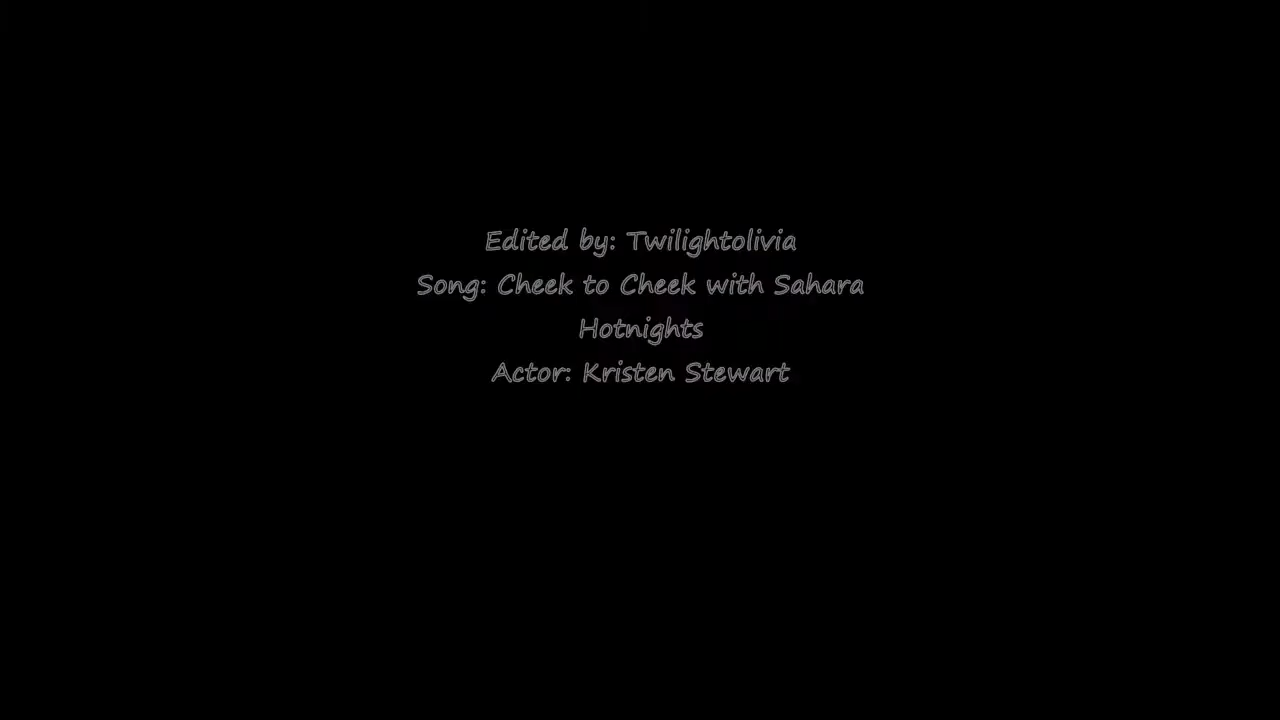 Edited by: Twilightolivia
Song: Cheek to Cheek with Sahara
Hotnights
Actor: Kristen Stewart